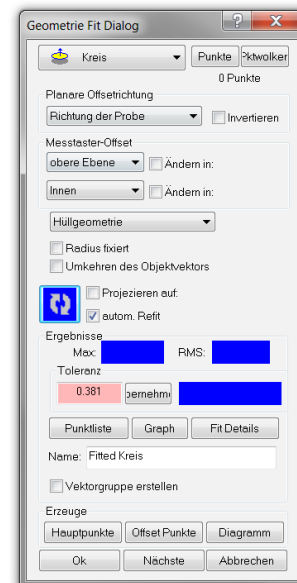 Geometrie Fit Dialog
Kreis
Punkte
0 Punkte
Planare Offsetrichtung
Richtung der Probe
Invertieren
Messtaster-Offset
obere Ebene
Ändern in:
Innen
Ändern in:
Hüllgeometrie
Radius fixiert
Umkehren des Objektvektors
Projezieren auf:
autom. Refit
Ergebnisse
Max:
RMS:
Toleranz
0.381
Punktliste
Graph
Fit Details
Name:
Fitted Kreis
Vektorgruppe erstellen
Erzeuge
Hauptpunkte
Offset Punkte
Diagramm
Ok
Nächste
Abbrechen